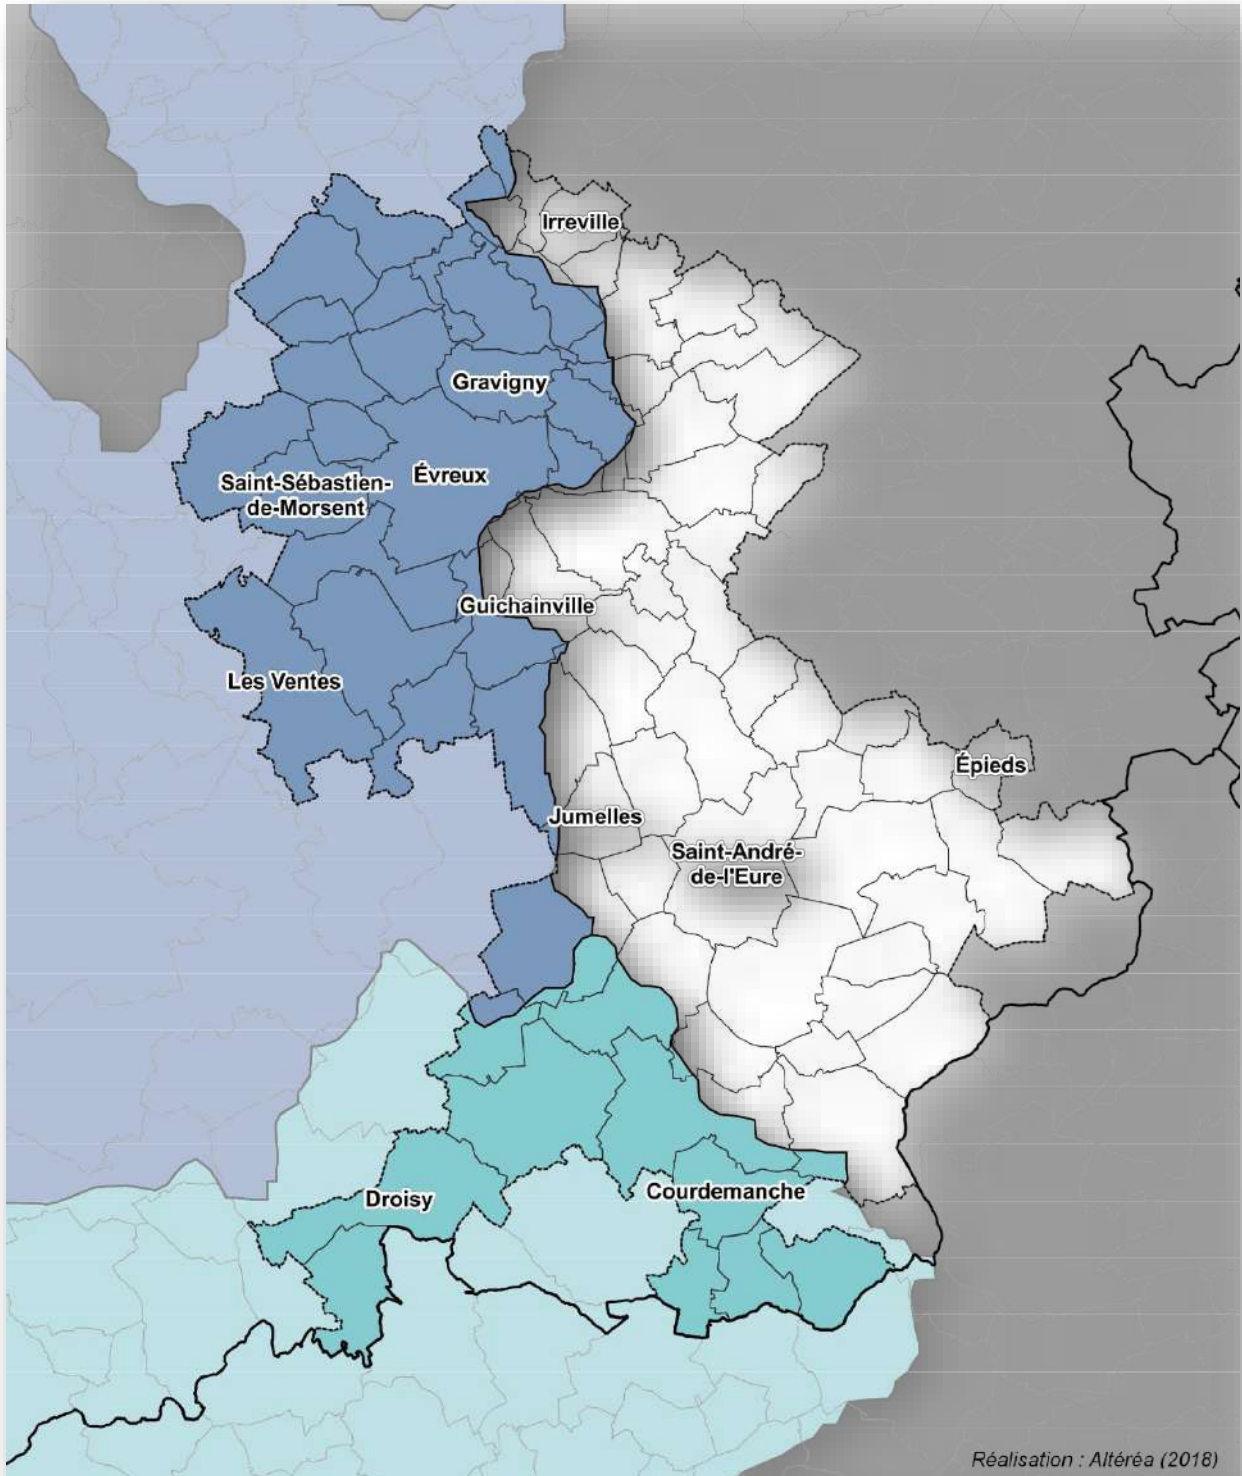 Irreville
Gravigny
Saint-Sébastien-
de-Morsent
Évreux
Guichainville
Les Ventes
Épieds
Jumelles
Saint-André-
de-l'Eure
Droisy
Courdemanche
Réalisation : Altéréa (2018)